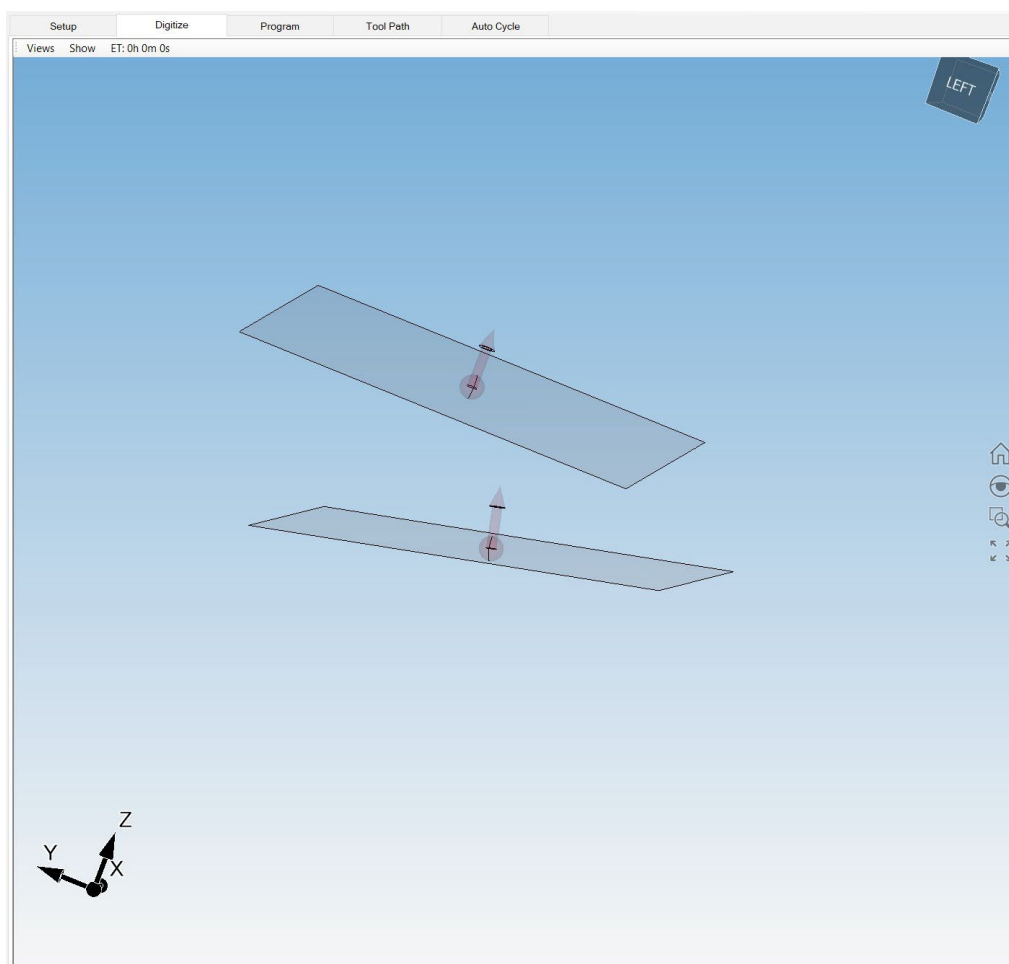 Setup Digitize Program Tool Path Auto Cycle
Views Show ET: 0h 0m 0s
LEFT
Z
Y
X